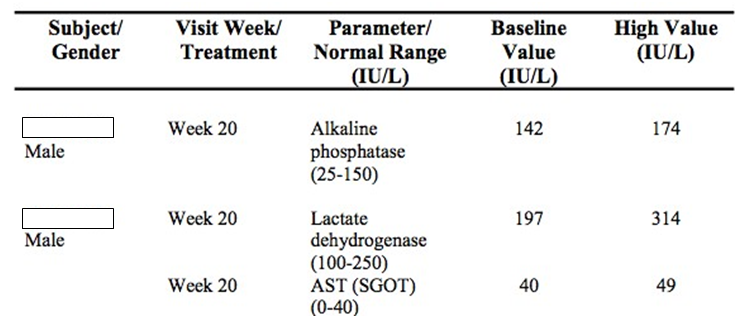 Subject/ Visit Week/ Parameter/ Baseline High Value
Gender Treatment Normal Range Value (IU/L)
(IU/L) (IU/L)
Week 20 Alkaline 142 174
Male phosphatase
(25-150)
Week 20 Lactate 197 314
Male dehydrogenase
(100-250)
Week 20 AST (SGOT) 40 49
(0-40)